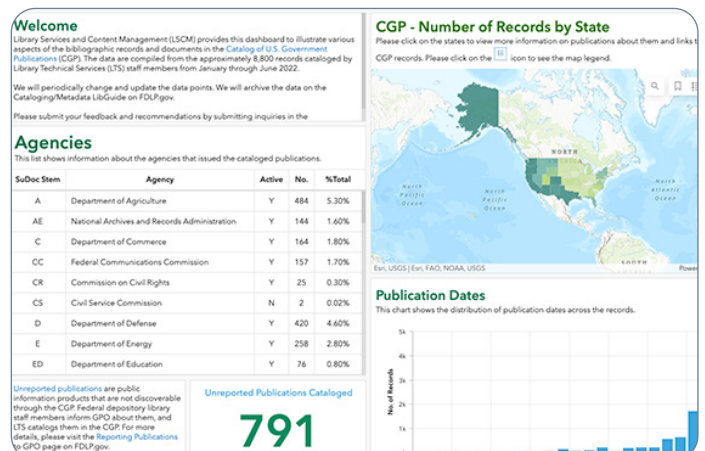 Welcome
Library Services and Content Management (LSCM) provides this dashboard to illustrate various
aspects of the bibliographic records and documents in the Catalog of U.S. Government
Publications (CGP). The data are compiled from the approximately 8,800 records cataloged by
Library Technical Services (LTS) staff members from January through June 2022.
We will periodically change and update the data points. We will archive the data on the
Cataloging/Metadata LibGuide on FDLP.gov.
Please submit your feedback and recommendations by submitting inquiries in the
Agencies
This list shows information about the agencies that issued the cataloged publications.
SuDoc Stem Agency Active No. %Total
A Department of Agriculture Y 484 5.30%
AE National Archives and Records Administration Y 144 1.60%
C Department of Commerce Y 164 1.80%
CC Federal Communications Commission Y 157 1.70%
CR Commission on Civil Rights Y 25 0.30%
CS Civil Service Commission N 2 0.02%
D Department of Defense Y 420 4.60%
E Department of Energy Y 258 2.80%
ED Department of Education Y 76 0.80%
Unreported publications are public
information products that are not discoverable
through the CGP. Federal depository library
staff members inform GPO about them, and
LTS catalogs them in the CGP. For more
details, please visit the Reporting Publications
to GPO page on FDLP.gov.
Unreported Publications Cataloged
791
CGP - Number of Records by State
Please click on the states to view more information on publications about them and links t
CGP records. Please click on the icon to see the map legend.
NORTH
North
Pacific
Ocean
North
Pacific
Ocean
North
Atlantic
Ocean
SOUTH
Esri, USGS | Esri, FAO, NOAA, USGS
Power
Publication Dates
This chart shows the distribution of publication dates across the records.
No. of Records
5k
4k
3k
2k
1k